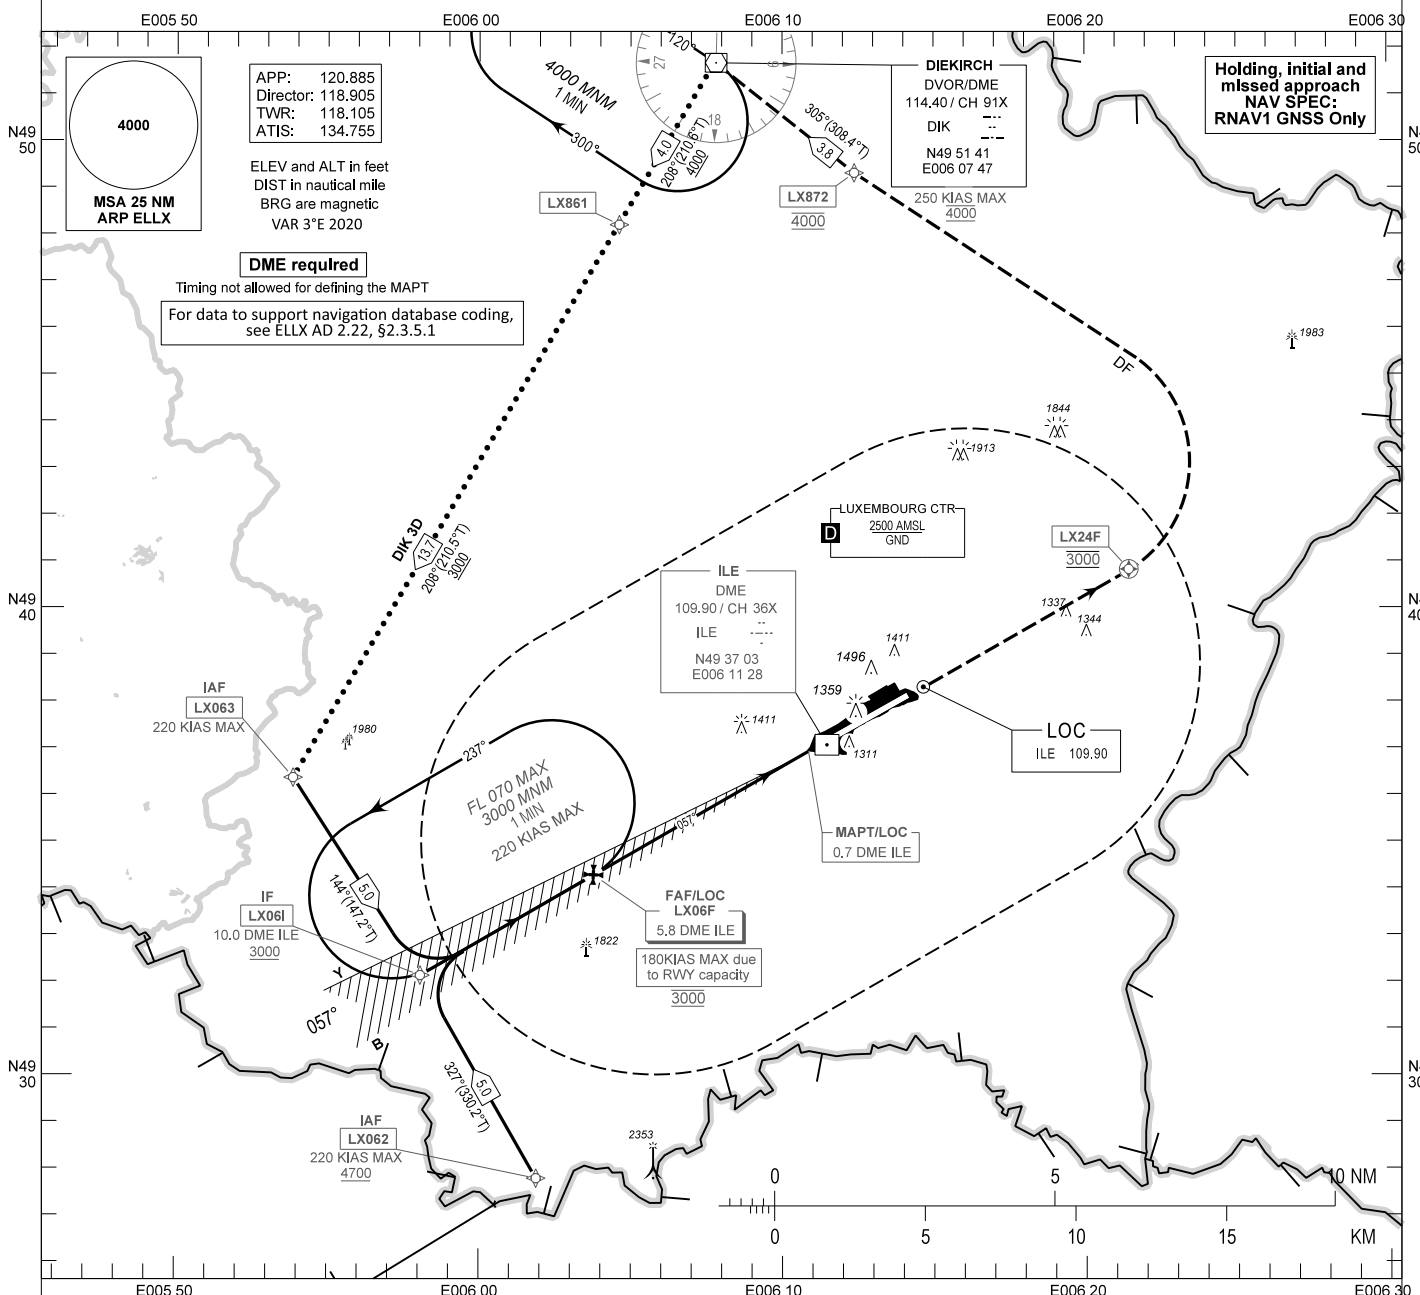 E005 50
E006 00
E006 10
E006 20
E006 30
4000
MSA 25 NM
ARP ELLX
APP: 120.885
Director: 118.905
TWR: 118.105
ATIS: 134.755
ELEV and ALT in feet
DIST in nautical mile
BRG are magnetic
VAR 3°E 2020
DME required
Timing not allowed for defining the MAPT
For data to support navigation database coding,
see ELLX AD 2.22, §2.3.5.1
4000 MNM
1 MIN
300°
120°
27
9
18
4.0
208°(210.6°T)
4000
LX861
305°(308.4°T)
3.8
LX872
4000
DIEKIRCH
DVOR/DME
114.40 / CH 91X
DIK
N49 51 41
E006 07 47
250 KIAS MAX
4000
Holding, initial and
missed approach
NAV SPEC:
RNAV1 GNSS Only
N49
50
N4
50
1983
DF
1844
1913
LUXEMBOURG CTR
2500 AMSL
GND
D
LX24F
3000
DIK 3D
13.7
208°(210.5°T)
3000
ILE
DME
109.90 / CH 36X
ILE
N49 37 03
E006 11 28
N49
40
N4
40
1337
1344
1411
1496
1359
1411
1311
LOC
ILE 109.90
IAF
LX063
220 KIAS MAX
1980
237°
FL 070 MAX
3000 MNM
1 MIN
220 KIAS MAX
057°
MAPT/LOC
0.7 DME ILE
5.0
144°(147.2°T)
IF
LX06I
10.0 DME ILE
3000
FAF/LOC
LX06F
5.8 DME ILE
180KIAS MAX due
to RWY capacity
3000
1822
Y
057°
B
N49
30
N4
30
327°(330.2°T)
5.0
IAF
LX062
220 KIAS MAX
4700
2353
0
5
10 NM
0
5
10
15
KM
E005 50
E006 00
E006 10
E006 20
E006 30